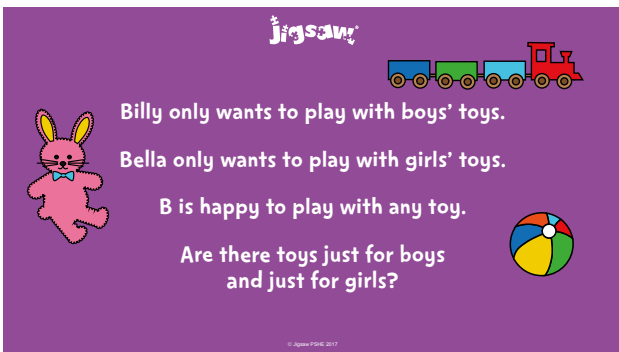 jigsaw
Billy only wants to play with boys' toys.
Bella only wants to play with girls' toys.
B is happy to play with any toy.
Are there toys just for boys
and just for girls?
© Jigsaw PSHE 2017